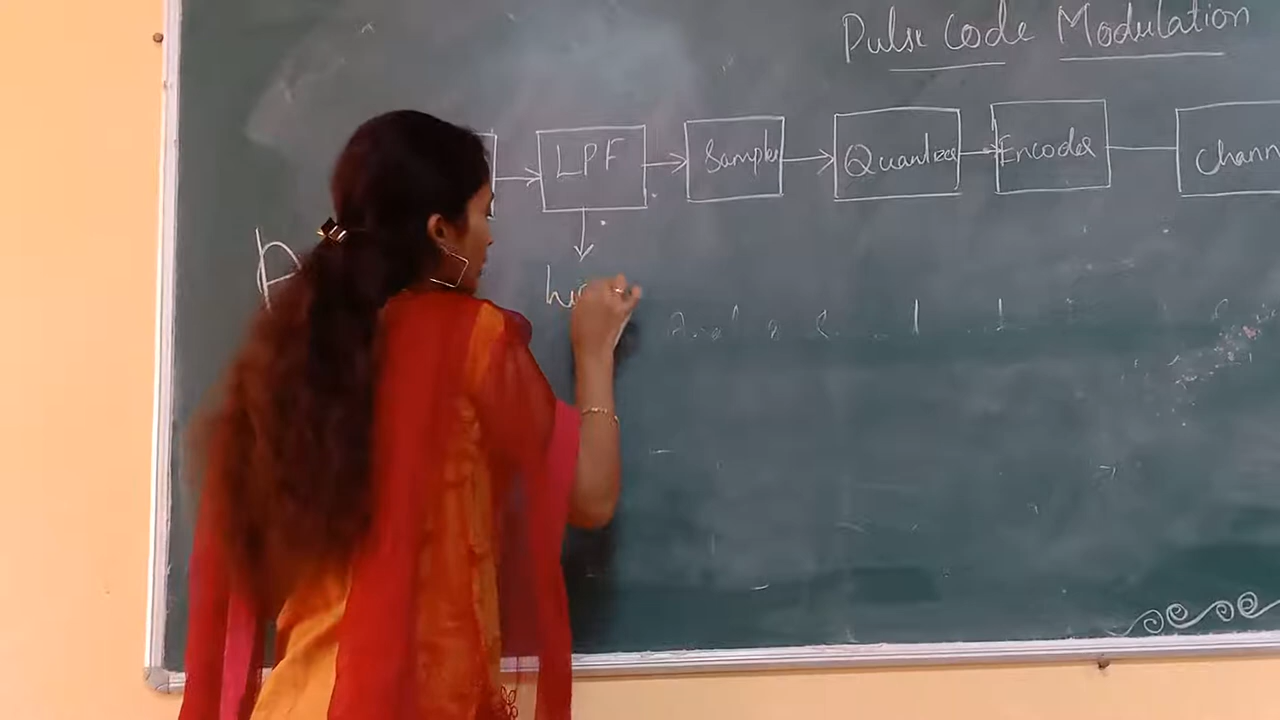 Pulse Code Modulation
LPF
Sampler
Quantizer
Encoder
Chann